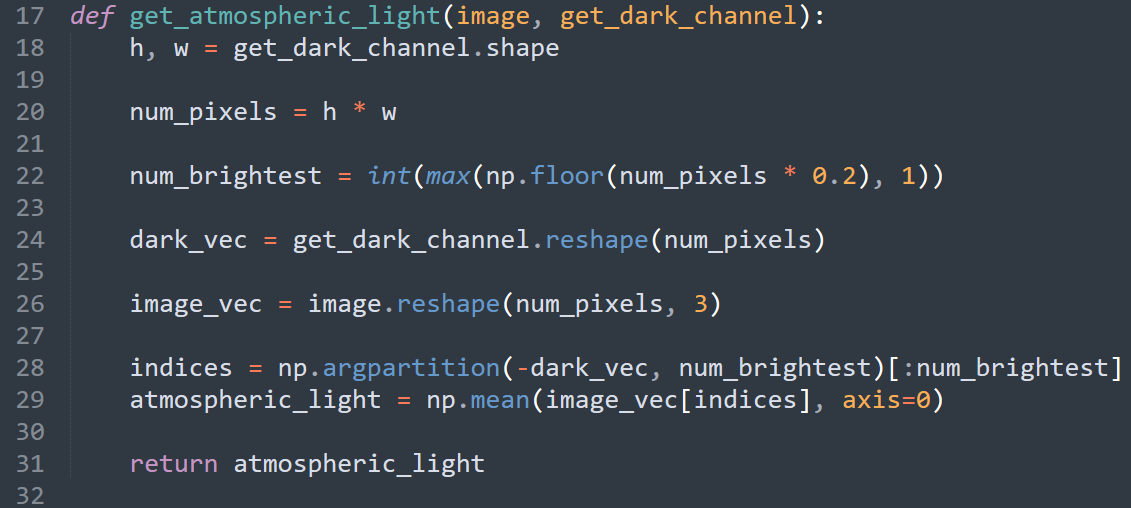 17 def get_atmospheric_light(image, get_dark_channel):
18     h, w = get_dark_channel.shape
19
20     num_pixels = h * w
21
22     num_brightest = int(max(np.floor(num_pixels * 0.2), 1))
23
24     dark_vec = get_dark_channel.reshape(num_pixels)
25
26     image_vec = image.reshape(num_pixels, 3)
27
28     indices = np.argpartition(-dark_vec, num_brightest)[:num_brightest]
29     atmospheric_light = np.mean(image_vec[indices], axis=0)
30
31     return atmospheric_light
32